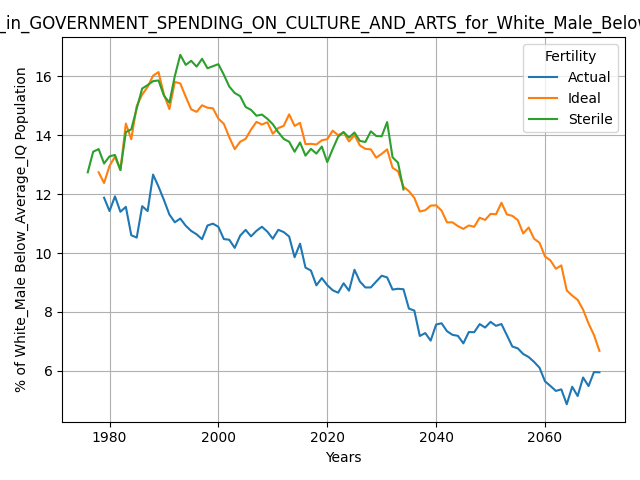 _in_GOVERNMENT_SPENDING_ON_CULTURE_AND_ARTS_for_White_Male_Below
Fertility
Actual
Ideal
Sterile
% of White_Male Below_Average_IQ Population
16
14
12
10
8
6
1980 2000 2020 2040 2060
Years